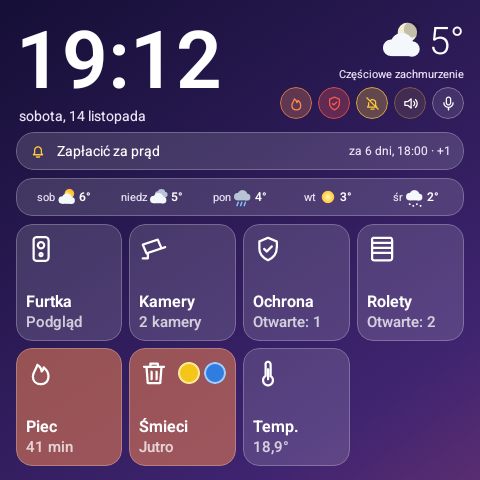 19:12
5°
Częściowe zachmurzenie
sobota, 14 listopada
Zapłacić za prąd za 6 dni, 18:00 · +1
sob 6° niedz 5° pon 4° wt 3° śr 2°
Furtka
Podgląd
Kamery
2 kamery
Ochrona
Otwarte: 1
Rolety
Otwarte: 2
Piec
41 min
Śmieci
Jutro
Temp.
18,9°